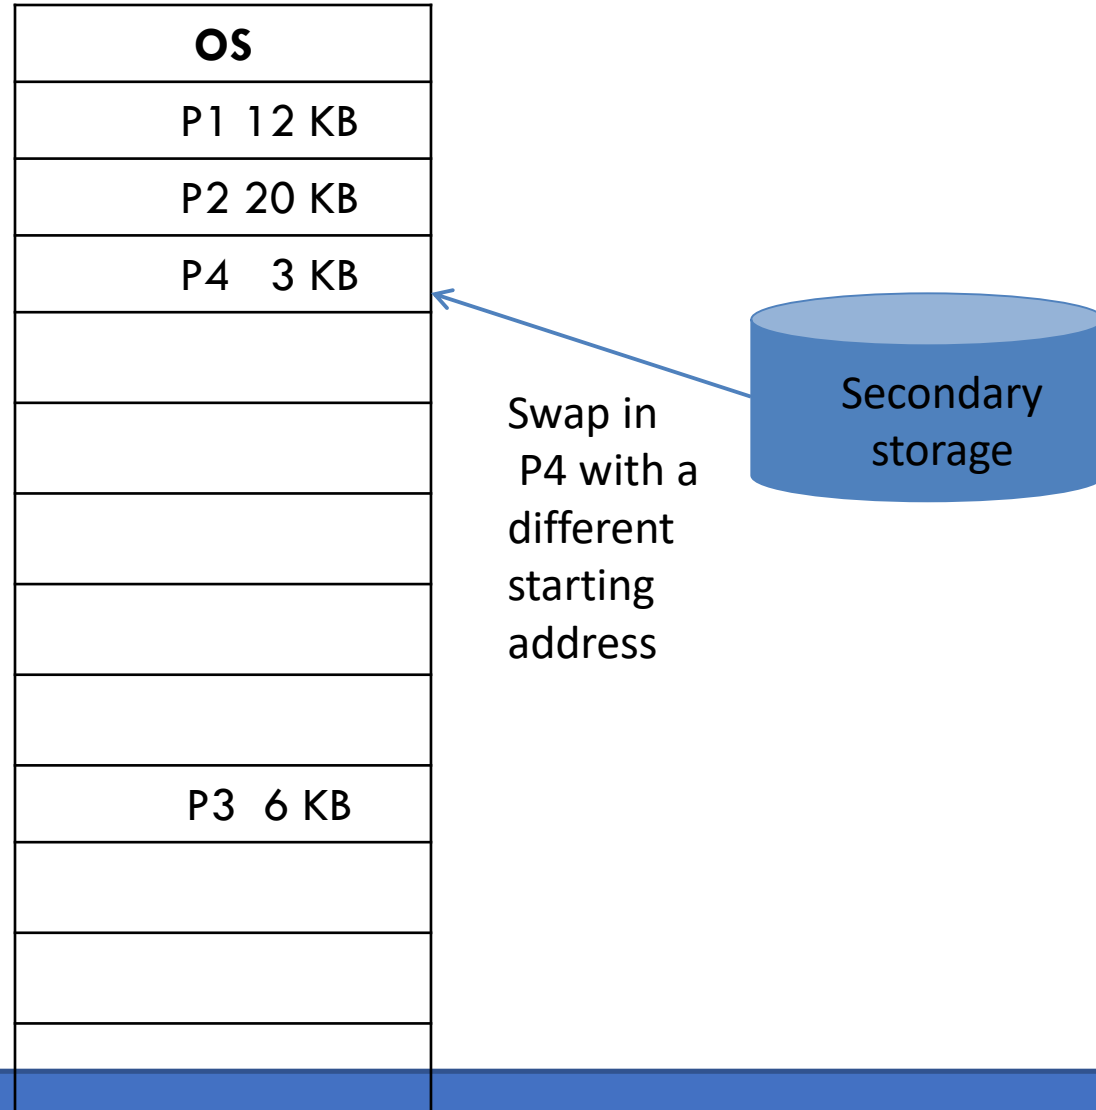 OS
P1 12 KB
P2 20 KB
P4 3 KB
Swap in
P4 with a
different
starting
address
Secondary
storage
P3 6 KB